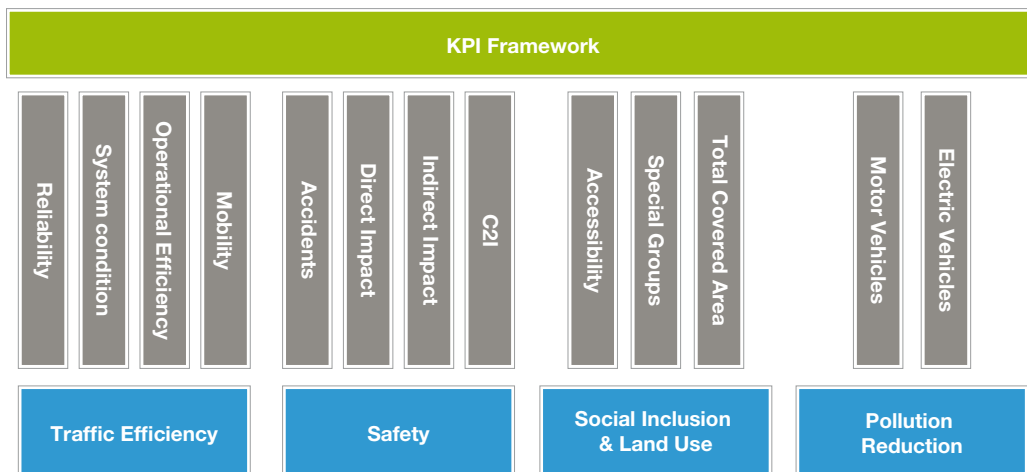 KPI Framework
Reliability
System condition
Operational Efficiency
Mobility
Accidents
Direct Impact
Indirect Impact
C2I
Accessibility
Special Groups
Total Covered Area
Motor Vehicles
Electric Vehicles
Traffic Efficiency
Safety
Social Inclusion
& Land Use
Pollution
Reduction